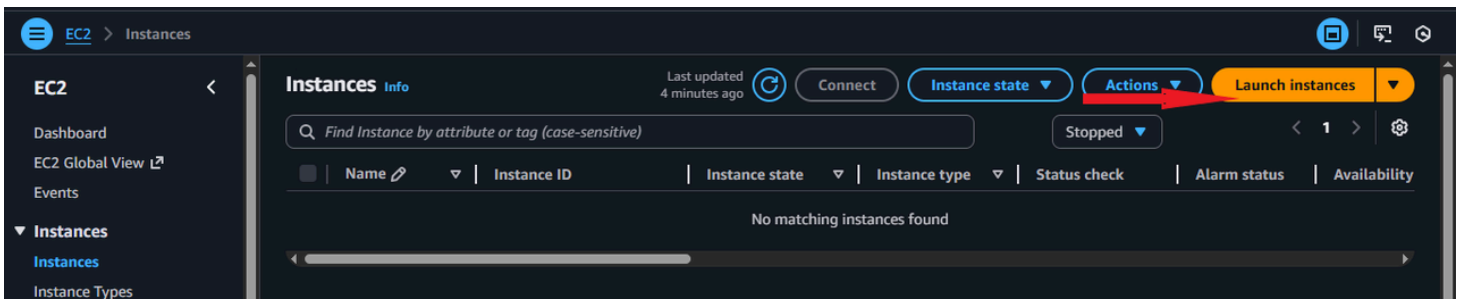 EC2 > Instances
EC2
Dashboard
EC2 Global View
Events
Instances
Instances
Instance Types
Instances Info
Last updated
4 minutes ago
Connect
Instance state
Actions
Launch instances
Find Instance by attribute or tag (case-sensitive)
Stopped
1
Name
Instance ID
Instance state
Instance type
Status check
Alarm status
Availability
No matching instances found